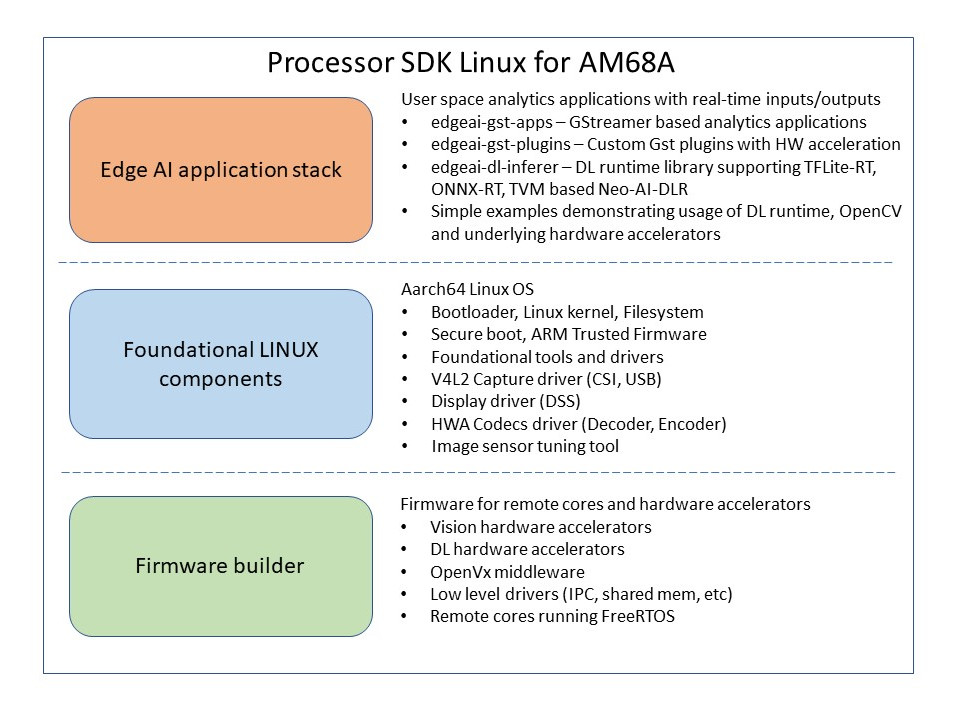 Processor SDK Linux for AM68A
Edge AI application stack
User space analytics applications with real-time inputs/outputs
• edgeai-gst-apps – GStreamer based analytics applications
• edgeai-gst-plugins – Custom Gst plugins with HW acceleration
• edgeai-dl-inferer – DL runtime library supporting TFLite-RT,
ONNX-RT, TVM based Neo-AI-DLR
• Simple examples demonstrating usage of DL runtime, OpenCV
and underlying hardware accelerators
Foundational LINUX
components
Aarch64 Linux OS
• Bootloader, Linux kernel, Filesystem
• Secure boot, ARM Trusted Firmware
• Foundational tools and drivers
• V4L2 Capture driver (CSI, USB)
• Display driver (DSS)
• HWA Codecs driver (Decoder, Encoder)
• Image sensor tuning tool
Firmware builder
Firmware for remote cores and hardware accelerators
• Vision hardware accelerators
• DL hardware accelerators
• OpenVx middleware
• Low level drivers (IPC, shared mem, etc)
• Remote cores running FreeRTOS